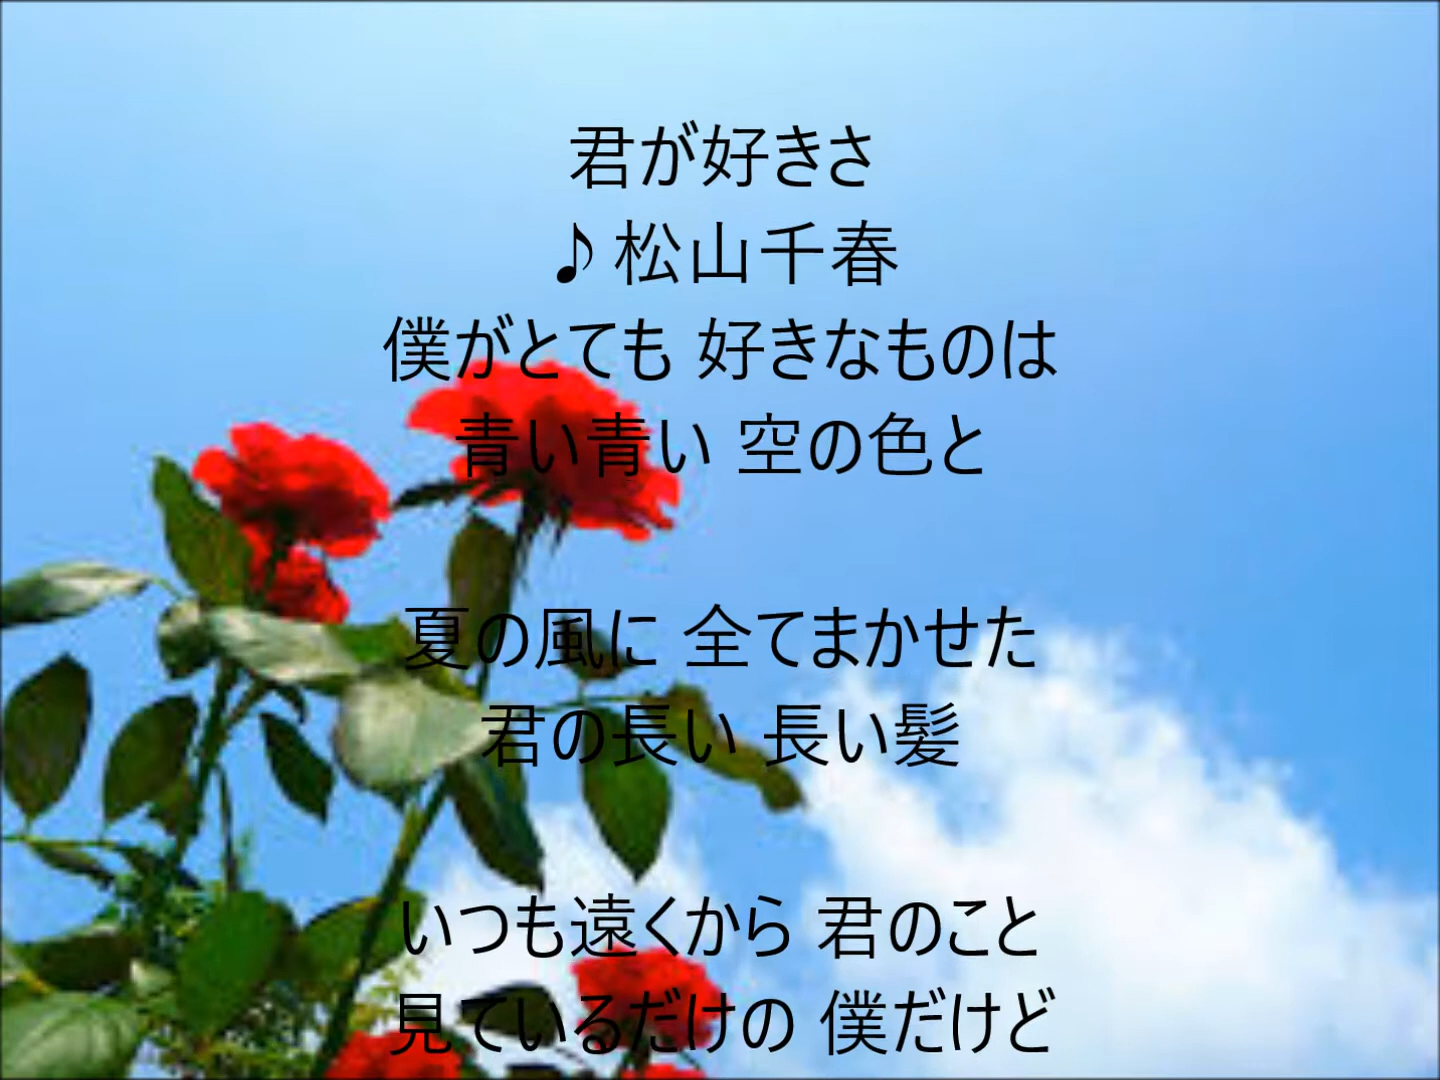 君が好きさ
♪松山千春
僕がとても 好きなものは
青い青い 空の色と
夏の風に 全てまかせた
君の長い 長い髪
いつも遠くから 君のこと
見ているだけの 僕だけど